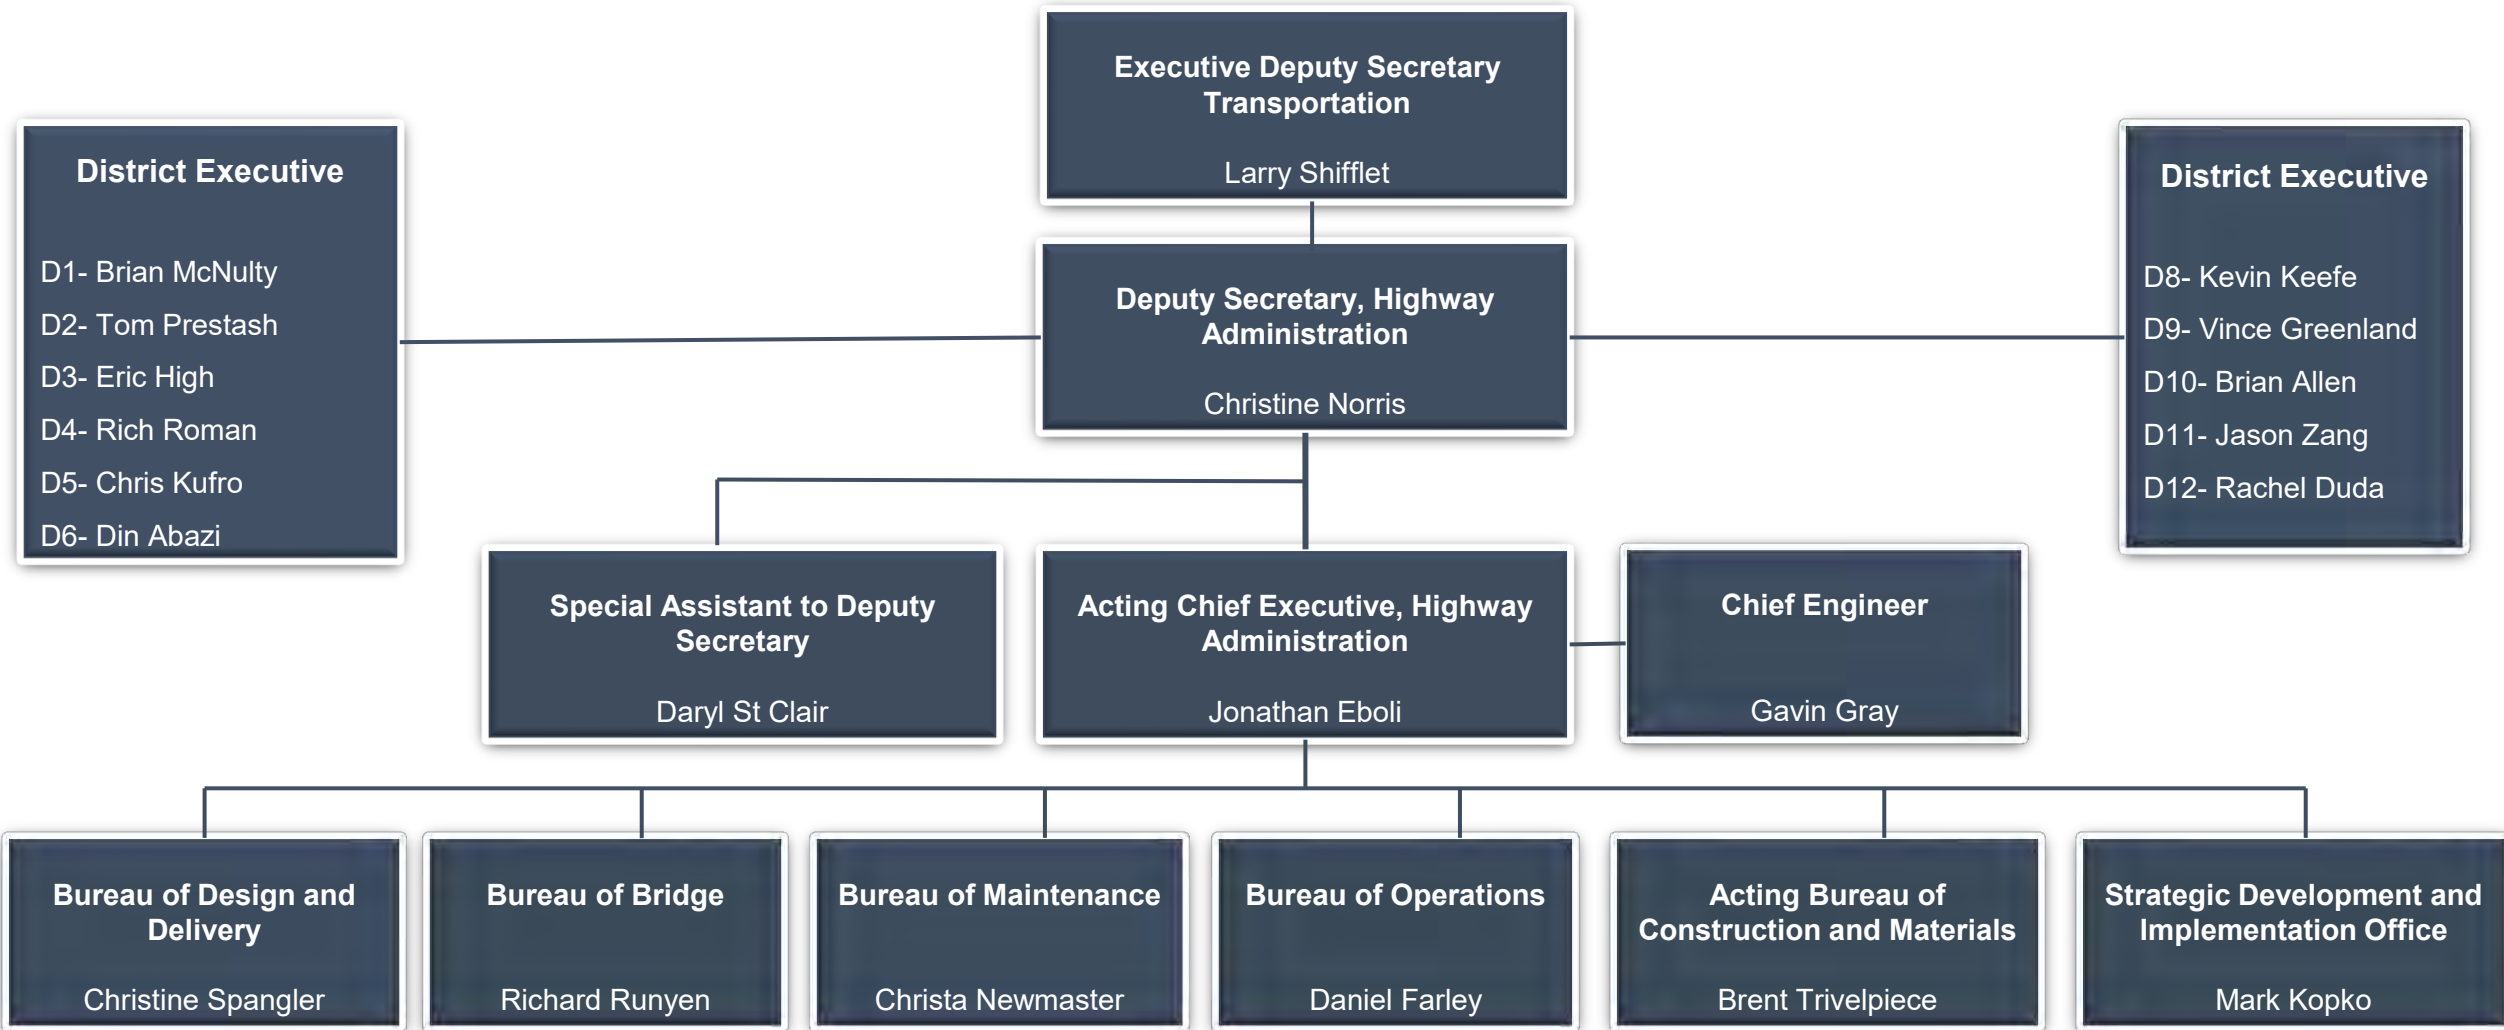 Executive Deputy Secretary
Transportation
Larry Shifflet
District Executive
D1- Brian McNulty
D2- Tom Prestash
D3- Eric High
D4- Rich Roman
D5- Chris Kufro
D6- Din Abazi
Deputy Secretary, Highway
Administration
Christine Norris
District Executive
D8- Kevin Keefe
D9- Vince Greenland
D10- Brian Allen
D11- Jason Zang
D12- Rachel Duda
Special Assistant to Deputy
Secretary
Daryl St Clair
Acting Chief Executive, Highway
Administration
Jonathan Eboli
Chief Engineer
Gavin Gray
Bureau of Design and
Delivery
Christine Spangler
Bureau of Bridge
Richard Runyen
Bureau of Maintenance
Christa Newmaster
Bureau of Operations
Daniel Farley
Acting Bureau of
Construction and Materials
Brent Trivelpiece
Strategic Development and
Implementation Office
Mark Kopko